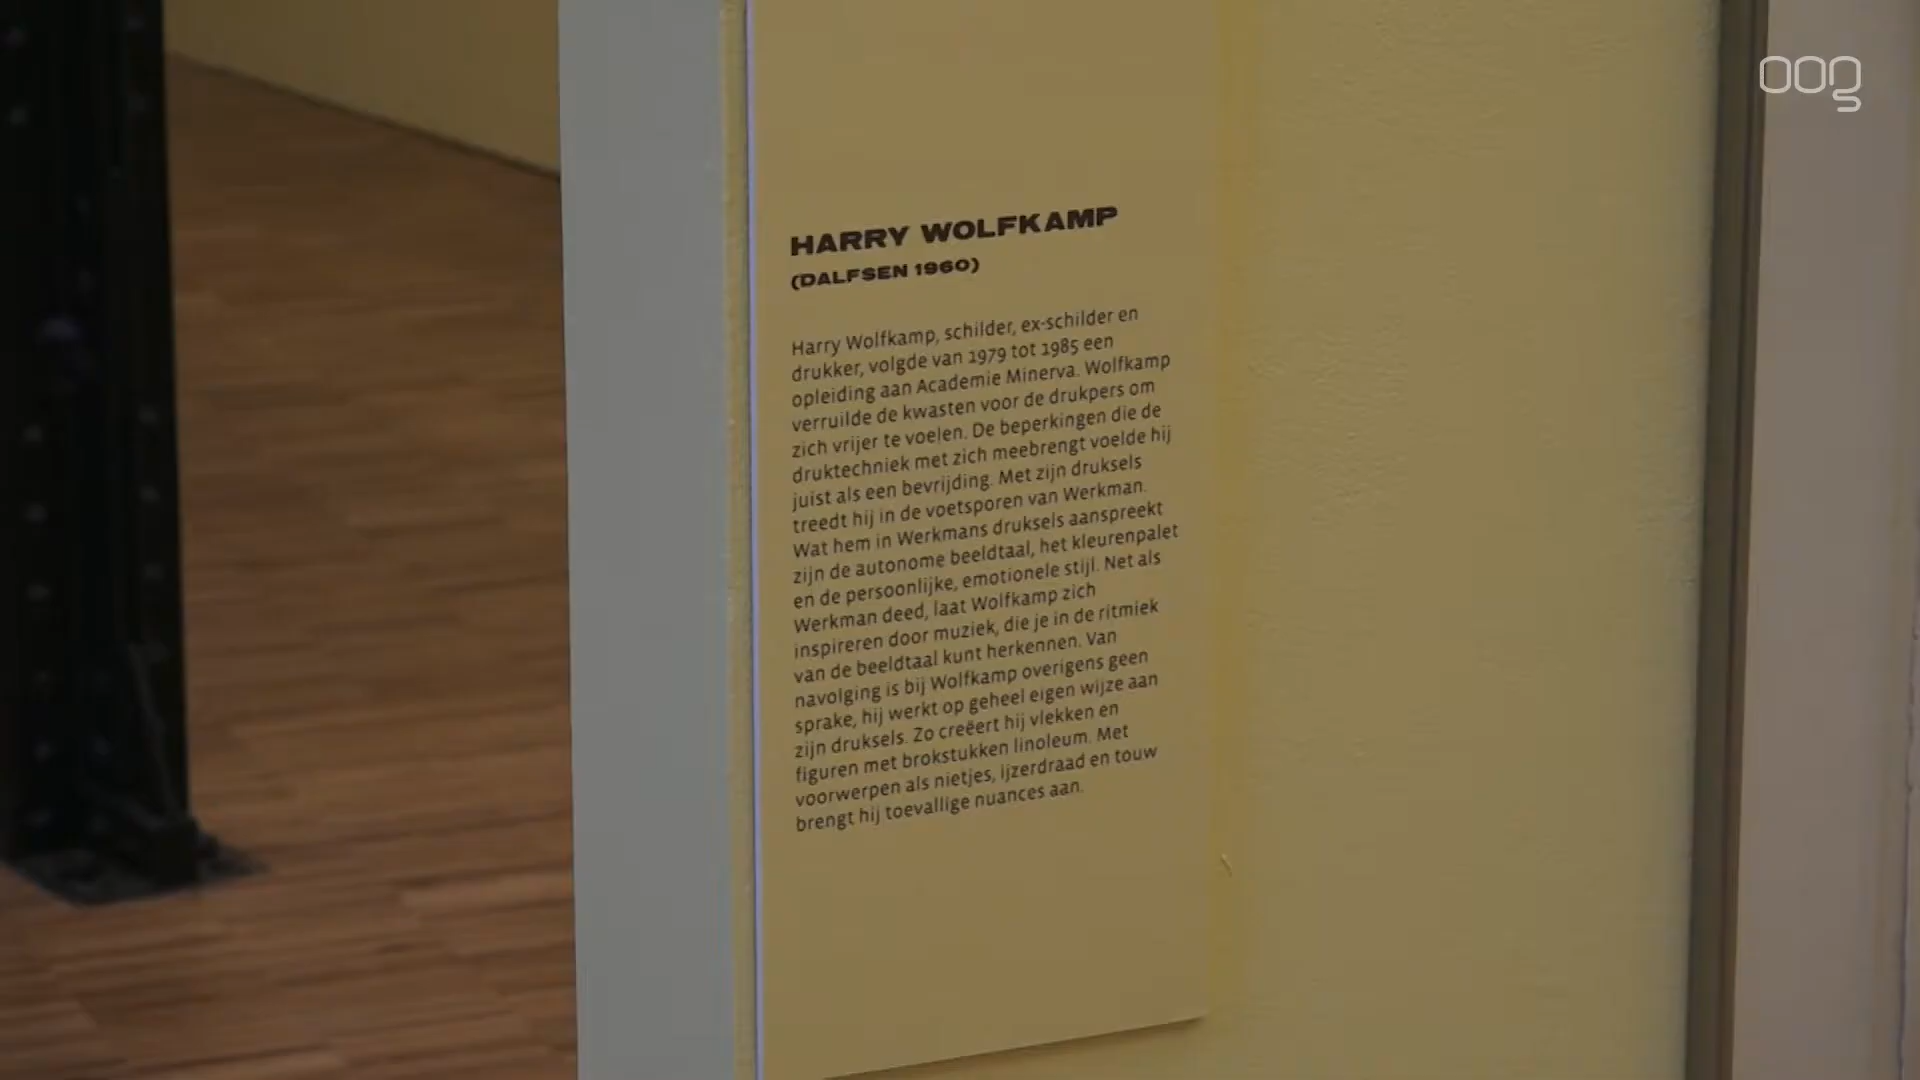 oog
HARRY WOLFKAMP
(DALFSEN 1960)
Harry Wolfkamp, schilder, ex-schilder en
drukker, volgde van 1979 tot 1985 een
opleiding aan Academie Minerva. Wolfkamp
verruilde de kwasten voor de drukpers om
zich vrijer te voelen. De beperkingen die de
druktechniek met zich meebrengt voelde hij
juist als een bevrijding. Met zijn druksels
treedt hij in de voetsporen van Werkman.
Wat hem in Werkmans druksels aanspreekt
zijn de autonome beeldtaal, het kleurenpalet
en de persoonlijke, emotionele stijl. Net als
Werkman deed, laat Wolfkamp zich
inspireren door muziek, die je in de ritmiek
van de beeldtaal kunt herkennen. Van
navolging is bij Wolfkamp overigens geen
sprake, hij werkt op geheel eigen wijze aan
zijn druksels. Zo creëert hij vlekken en
figuren met brokstukken linoleum. Met
voorwerpen als nietjes, ijzerdraad en touw
brengt hij toevallige nuances aan.